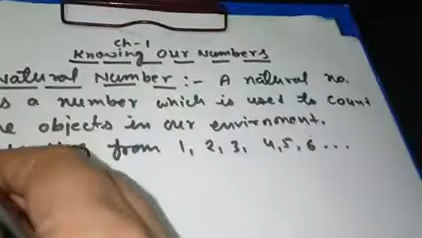 Ch-1
Knowing Our Numbers
Natural Number :- A natural no.
is a number which is used to count
the objects in our envirnoment.
from 1, 2, 3, 4, 5, 6 ...